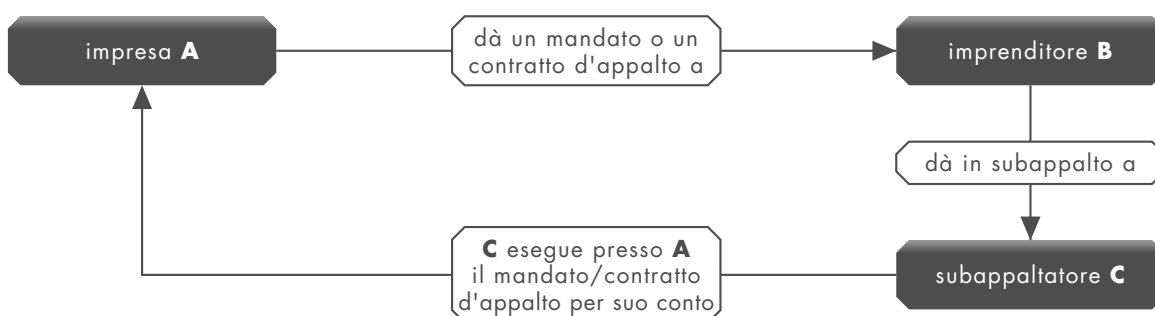 impresa A
dà un mandato o un
contratto d'appalto a
imprenditore B
dà in subappalto a
C esegue presso A
il mandato/contratto
d'appalto per suo conto
subappaltatore C